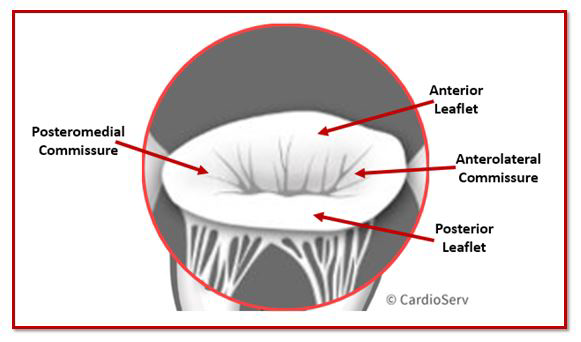 Anterior
Leaflet
Posteromedial
Commissure
Anterolateral
Commissure
Posterior
Leaflet
© CardioServ